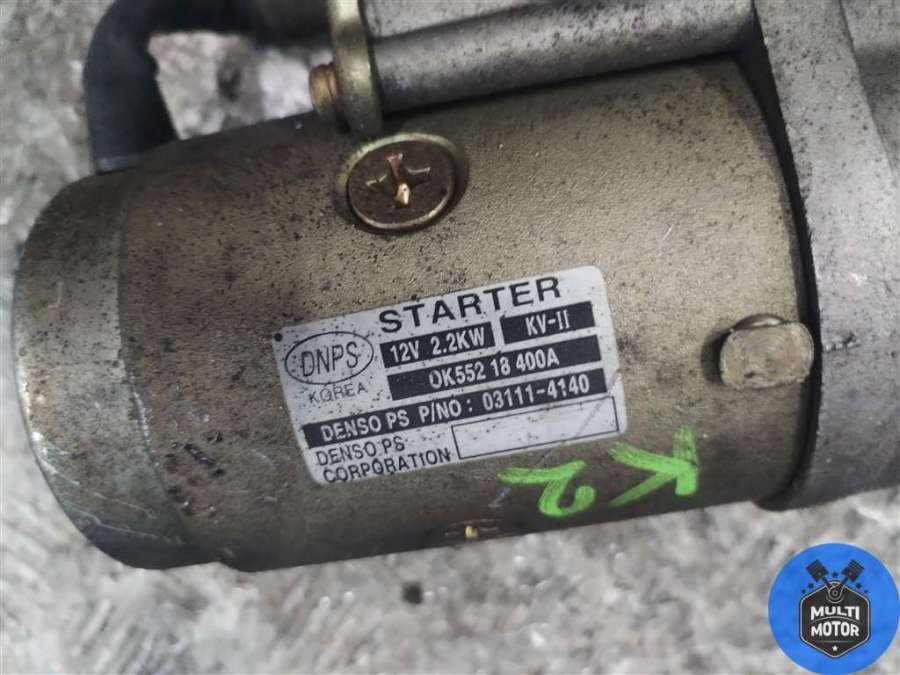 STARTER
DNPS
KOREA
12V 2.2KW
KV-II
OK552 18 400A
DENSO PS P/NO : 03111-4140
DENSO PS
CORPORATION
K2
MULTI
MOTOR